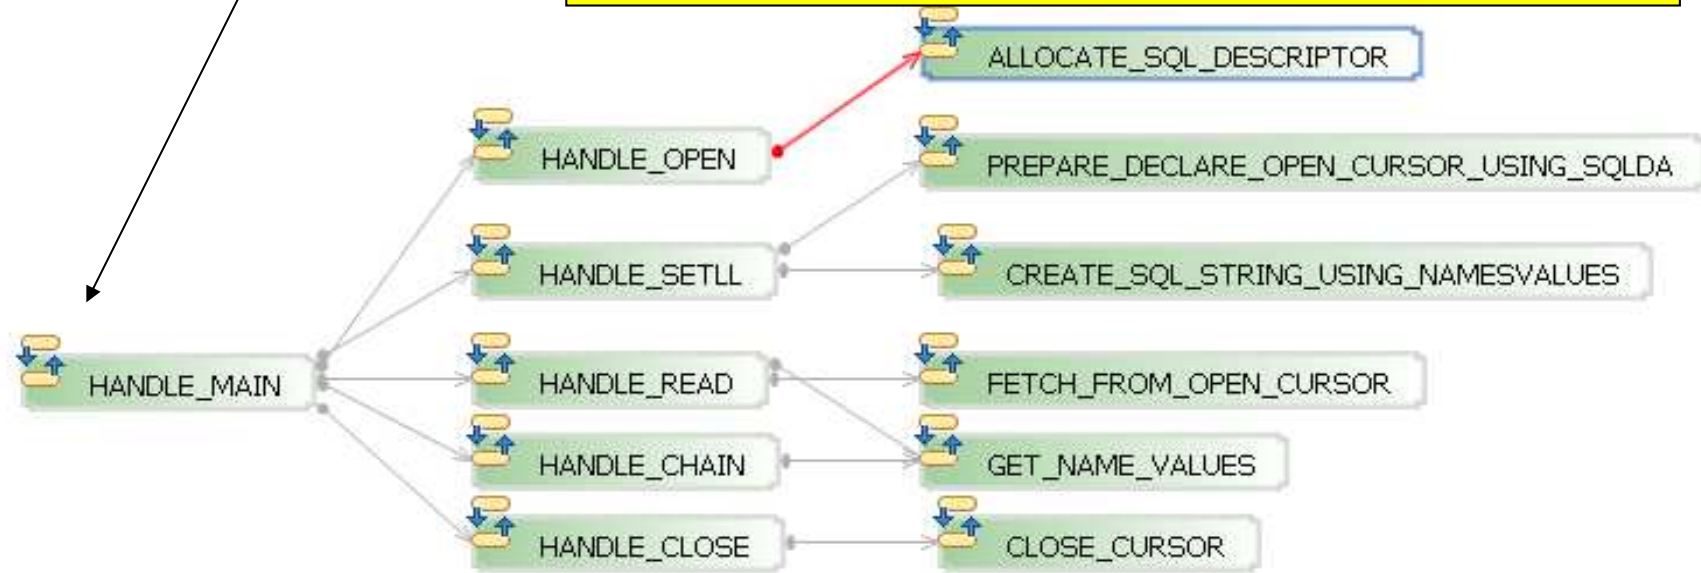 ALLOCATE_SQL_DESCRIPTOR
HANDLE_OPEN
PREPARE_DECLARE_OPEN_CURSOR_USING_SQLDA
HANDLE_SETLL
CREATE_SQL_STRING_USING_NAMESVALUES
HANDLE_MAIN
HANDLE_READ
FETCH_FROM_OPEN_CURSOR
HANDLE_CHAIN
GET_NAME_VALUES
HANDLE_CLOSE
CLOSE_CURSOR